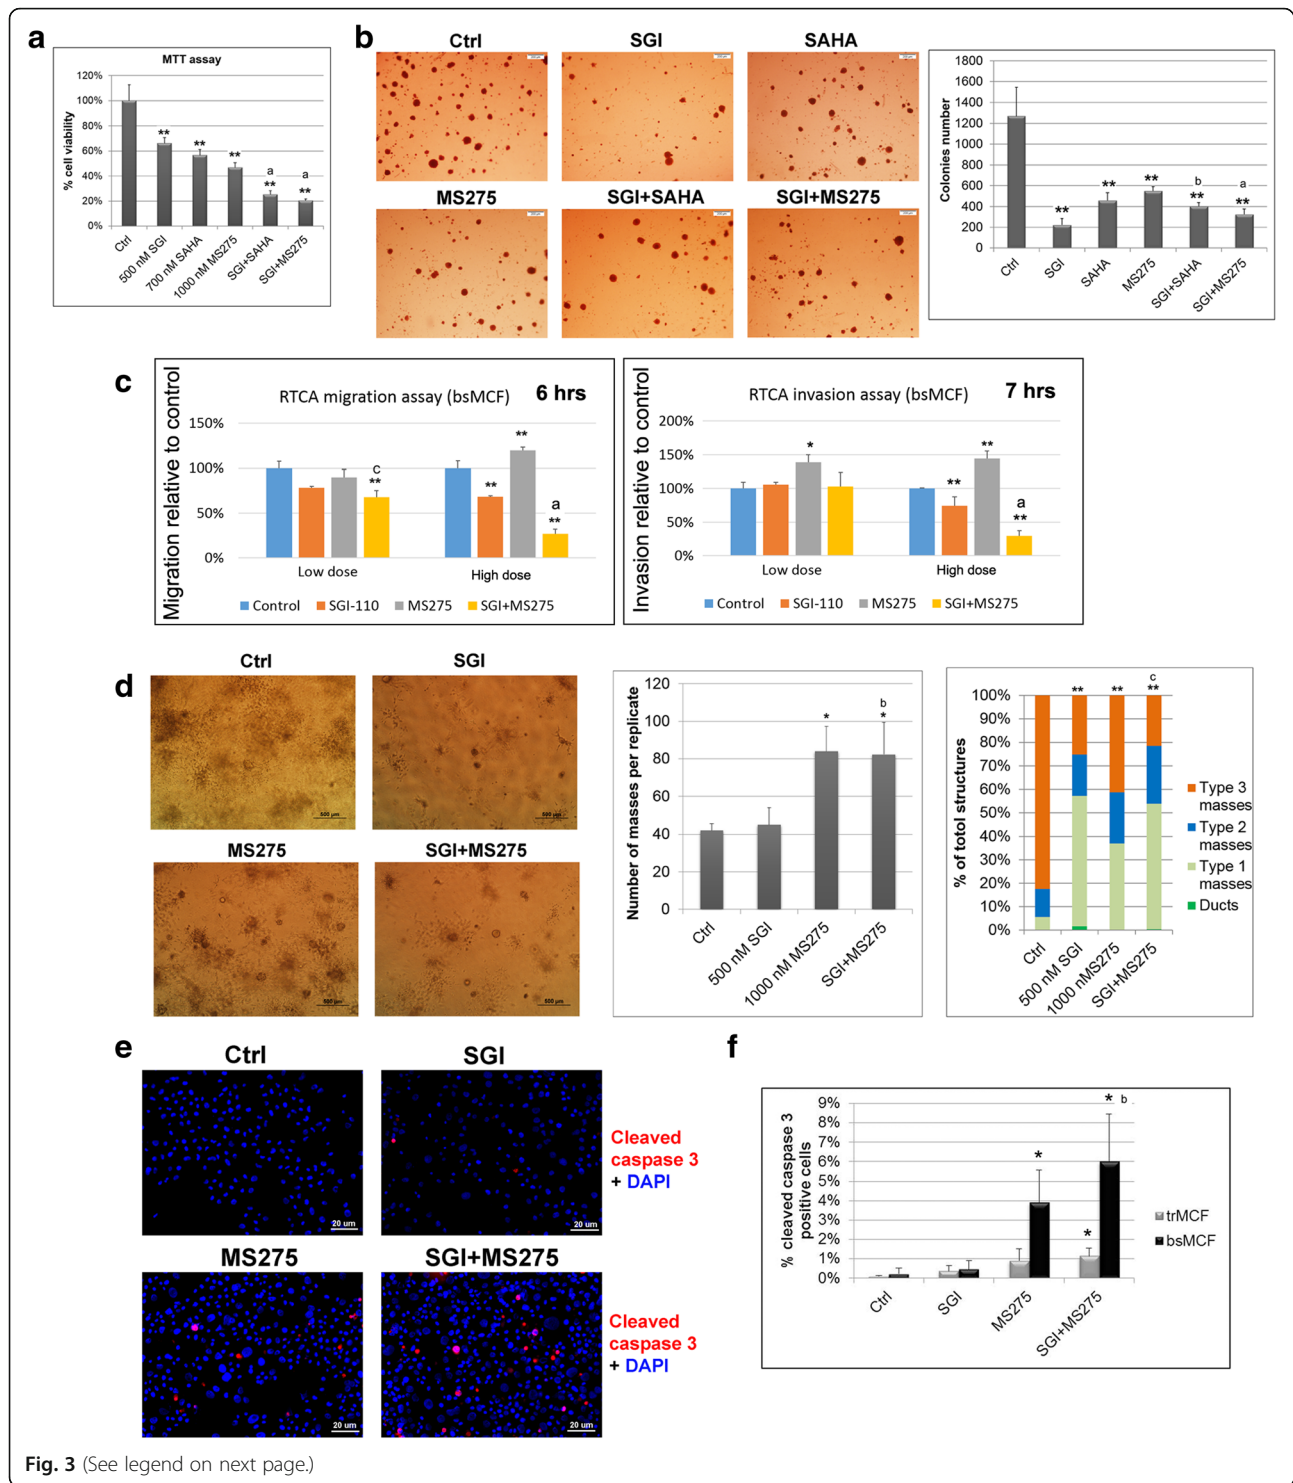 a
MTT assay
% cell viability
120%
100%
80%
60%
40%
20%
0%
**
**
**
a
**
a
**
Ctrl
500 nM SGI
700 nM SAHA
1000 nM MS275
SGI+SAHA
SGI+MS275
b
Ctrl
SGI
SAHA
MS275
SGI+SAHA
SGI+MS275
Colonies number
1800
1600
1400
1200
1000
800
600
400
200
0
**
**
**
b
**
a
**
Ctrl
SGI
SAHA
MS275
SGI+SAHA
SGI+MS275
c
Migration relative to control
RTCA migration assay (bsMCF)
6 hrs
150%
100%
50%
0%
c
**
**
**
a
**
Low dose
High dose
Control
SGI-110
MS275
SGI+MS275
Invasion relative to control
RTCA invasion assay (bsMCF)
7 hrs
200%
150%
100%
50%
0%
*
**
**
a
**
Low dose
High dose
Control
SGI-110
MS275
SGI+MS275
d
Ctrl
SGI
500 µm
500 µm
MS275
SGI+MS275
500 µm
500 µm
Number of masses per replicate
120
100
80
60
40
20
0
*
b
*
Ctrl
500 nM SGI
1000 nM MS275
SGI+MS275
% of totol structures
100%
90%
80%
70%
60%
50%
40%
30%
20%
10%
0%
**
**
c
**
Ctrl
500 nM SGI
1000 nMS275
SGI+MS275
Type 3
masses
Type 2
masses
Type 1
masses
Ducts
e
Ctrl
SGI
20 um
20 um
Cleaved
caspase 3
+ DAPI
MS275
SGI+MS275
20 um
20 um
Cleaved
caspase 3
+ DAPI
f
% cleaved caspase 3
positive cells
9%
8%
7%
6%
5%
4%
3%
2%
1%
0%
*
*
* b
Ctrl
SGI
MS275
SGI+MS275
trMCF
bsMCF
Fig. 3 (See legend on next page.)